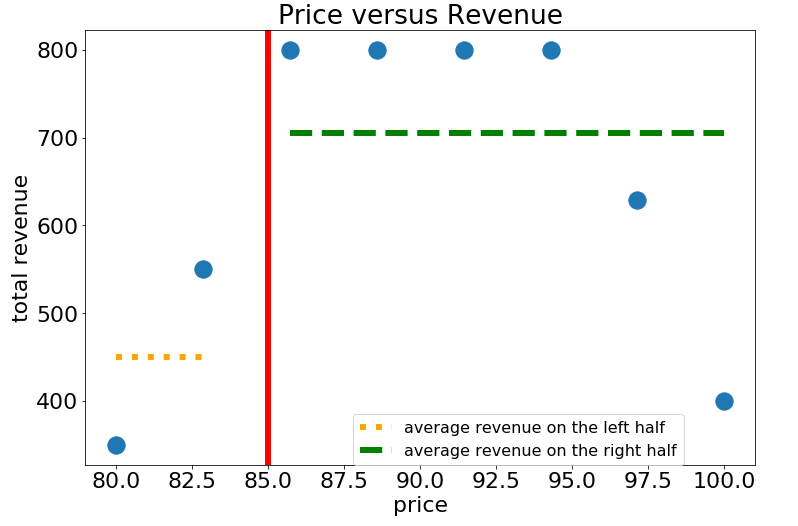 Price versus Revenue
total revenue
800
700
600
500
400
average revenue on the left half
average revenue on the right half
80.0 82.5 85.0 87.5 90.0 92.5 95.0 97.5 100.0
price